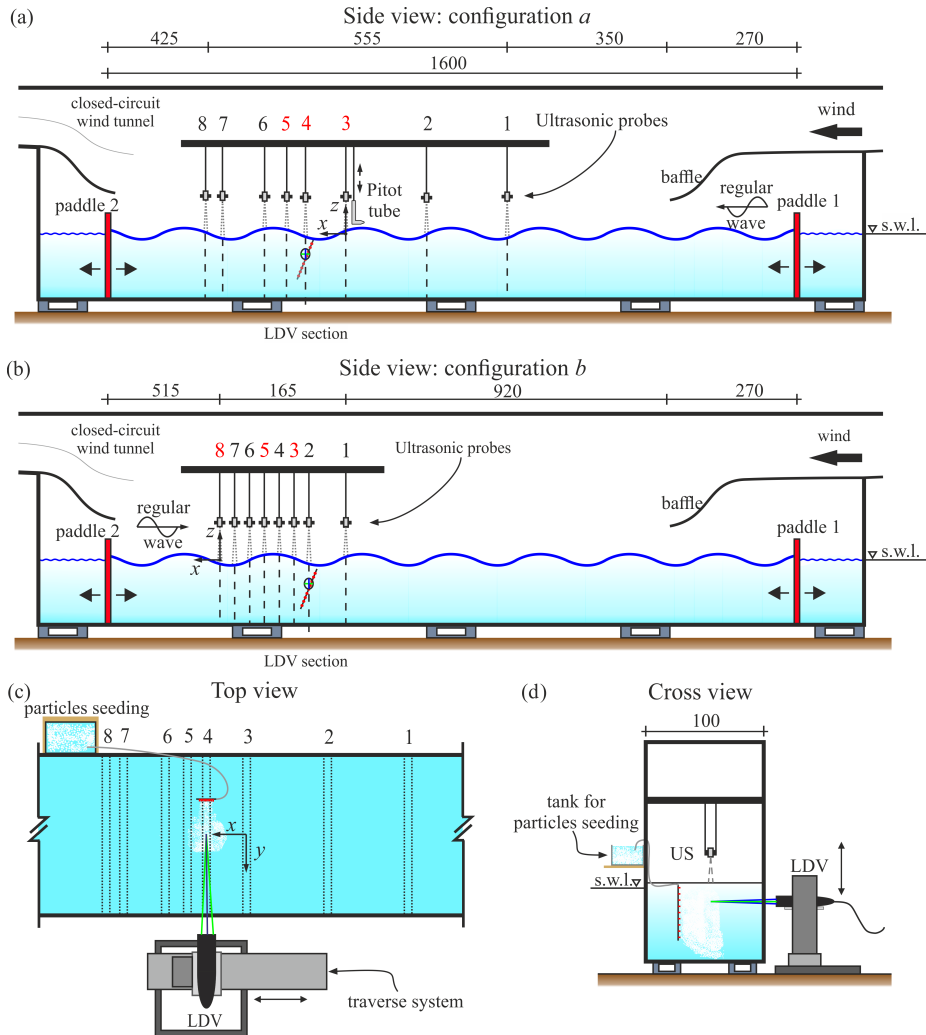 (a)
Side view: configuration a
425
555
350
270
1600
closed-circuit
wind tunnel
8 7 6 5 4 3 2 1
Ultrasonic probes
wind
Pitot
tube
baffle
paddle 2
z
x
regular
wave
paddle 1
s.w.l.
LDV section
(b)
Side view: configuration b
515
165
920
270
closed-circuit
wind tunnel
8 7 6 5 4 3 2 1
Ultrasonic probes
wind
regular
wave
baffle
paddle 2
z
x
paddle 1
s.w.l.
LDV section
(c)
Top view
particles seeding
8 7 6 5 4 3 2 1
x
y
LDV
traverse system
(d)
Cross view
100
tank for
particles seeding
US
LDV
s.w.l.